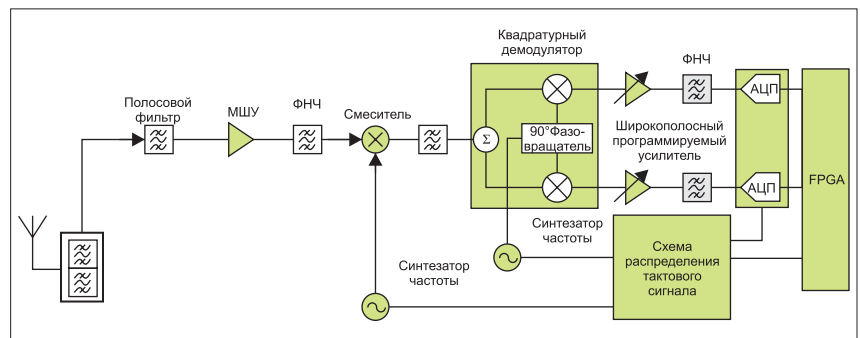 Квадратурный
демодулятор
ФНЧ
Полосовой
фильтр
МШУ
ФНЧ
Смеситель
АЦП
Σ
90°Фазо-
вращатель
Широкополосный
программируемый
усилитель
АЦП
FPGA
Синтезатор
частоты
Синтезатор
частоты
Схема
распределения
тактового
сигнала